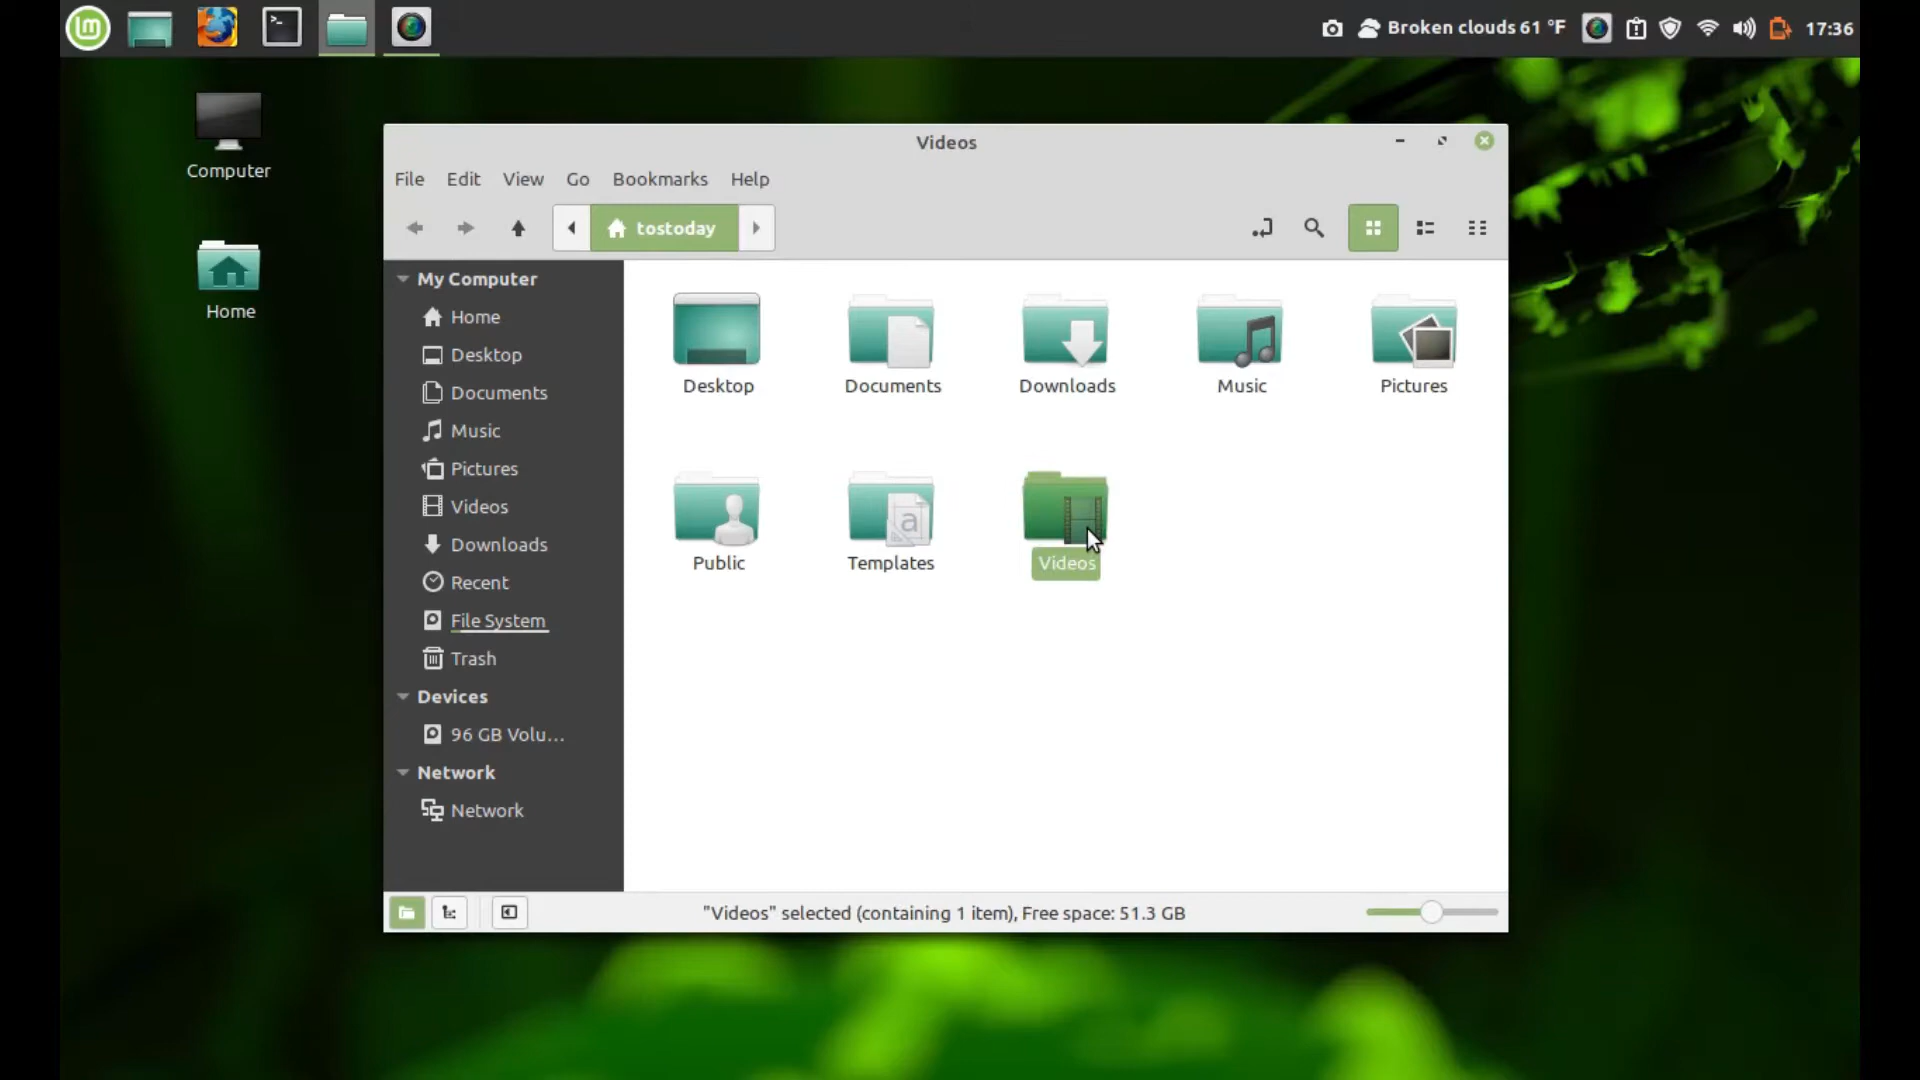 Broken clouds 61 °F
17:36
Computer
Home
Videos
File Edit View Go Bookmarks Help
tostoday
My Computer
Home
Desktop
Documents
Music
Pictures
Videos
Downloads
Recent
File System
Trash
Devices
96 GB Volu...
Network
Network
Desktop
Documents
Downloads
Music
Pictures
Public
Templates
Videos
"Videos" selected (containing 1 item), Free space: 51.3 GB